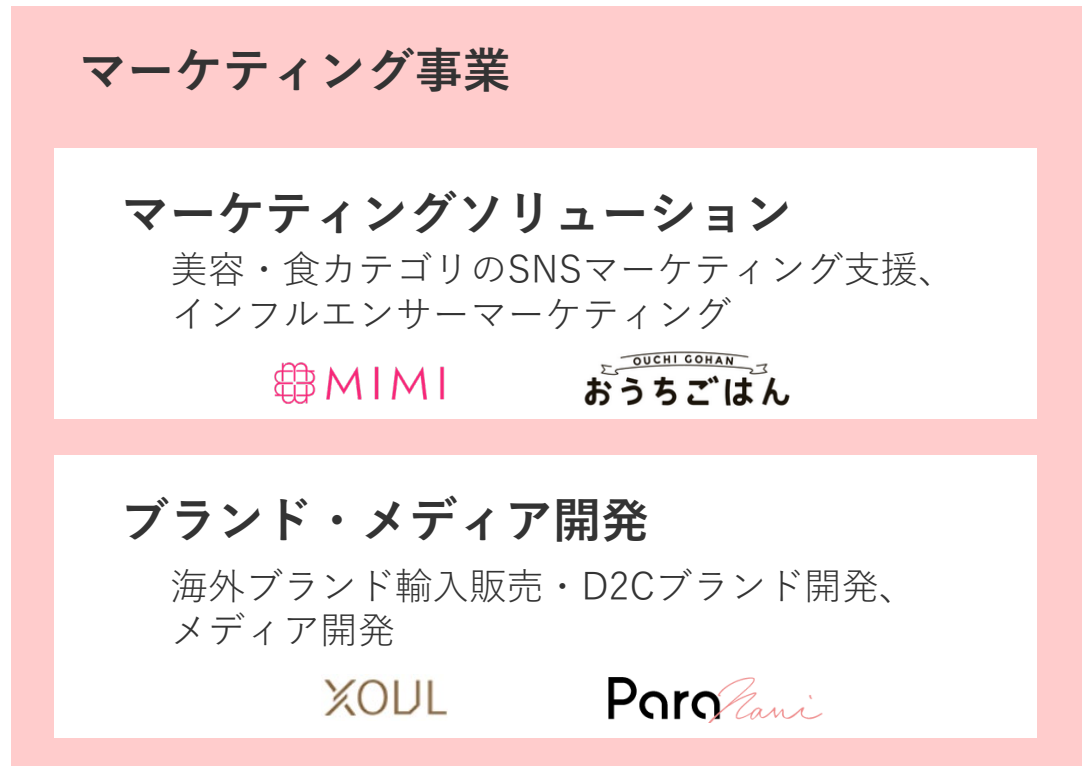 マーケティング事業
マーケティングソリューション
美容・食カテゴリのSNSマーケティング支援、
インフルエンサーマーケティング
MIMI
OUCHI GOHAN
おうちごはん
ブランド・メディア開発
海外ブランド輸入販売・D2Cブランド開発、
メディア開発
XOUL
ParaNavi